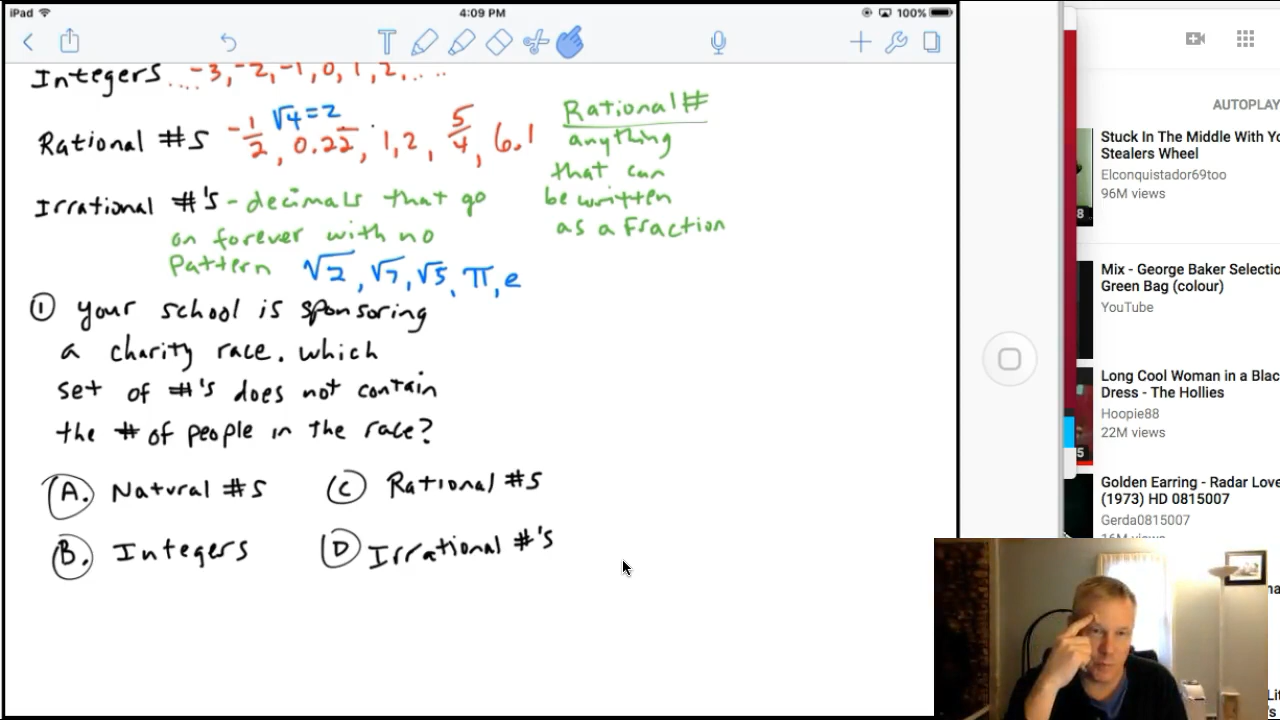 iPad
4:09 PM
100%
T
Integers ....-3, -2, -1, 0, 1, 2, ....
√4=2
Rational #s -1/2, 0.22, 1, 2, 5/4, 6.1
Rational #
anything
that can
be written
as a fraction
Irrational #'s - decimals that go
on forever with no
pattern √2, √7, √5, π, e
① your school is sponsoring
a charity race. which
set of #'s does not contain
the # of people in the race?
A. Natural #s
C Rational #s
B. Integers
D Irrational #'s
AUTOPLAY
Stuck In The Middle With Yo
Stealers Wheel
Elconquistador69too
96M views
8
Mix - George Baker Selectio
Green Bag (colour)
YouTube
Long Cool Woman in a Blac
Dress - The Hollies
Hoopie88
22M views
5
Golden Earring - Radar Love
(1973) HD 0815007
Gerda0815007
16M views